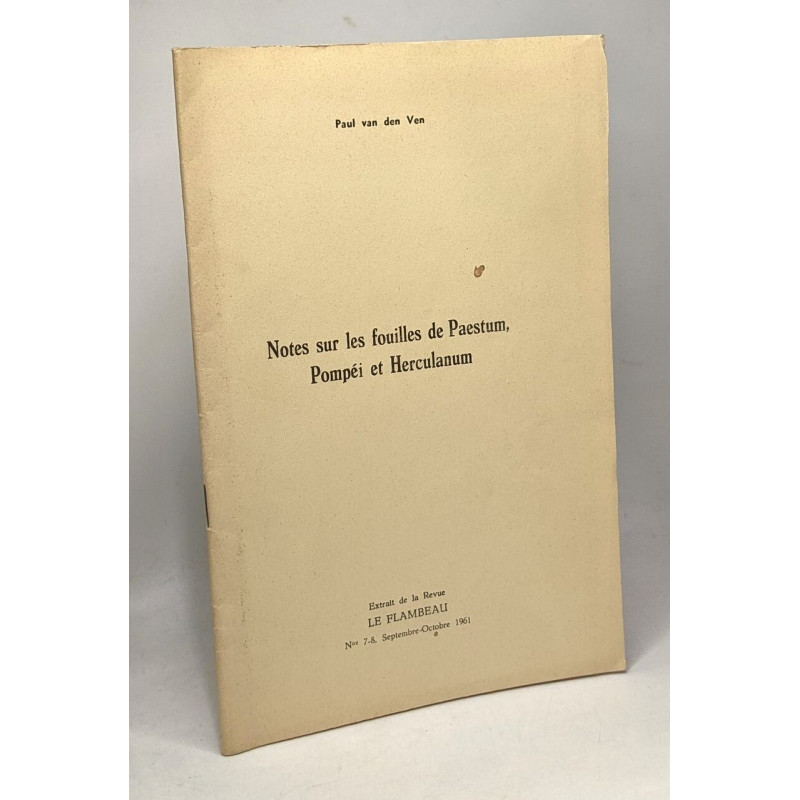 Paul van den Ven
Notes sur les fouilles de Paestum,
Pompéi et Herculanum
Extrait de la Revue
LE FLAMBEAU
Nos 7-8, Septembre-Octobre 1961